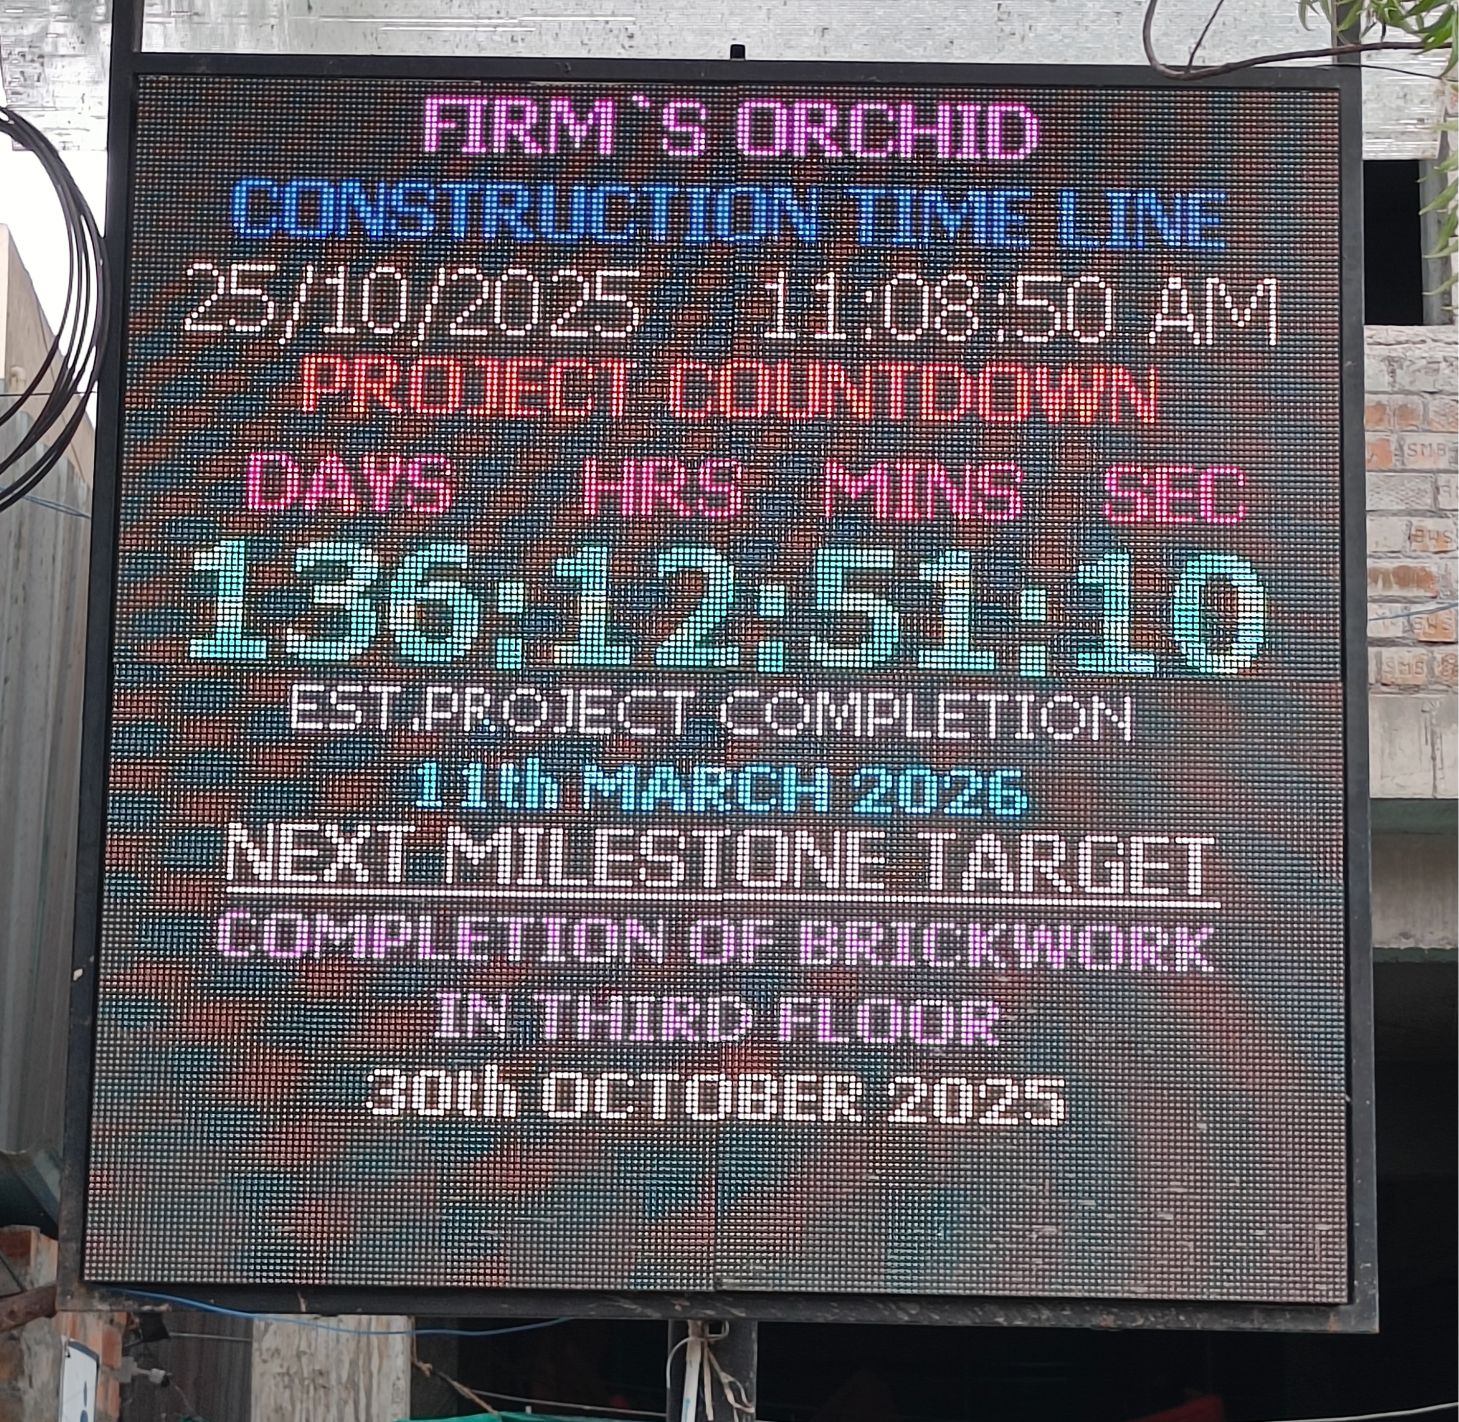 FIRM`S ORCHID
CONSTRUCTION TIME LINE
25/10/2025 11:08:50 AM
PROJECT COUNTDOWN
DAYS HRS MINS SEC
136:12:51:10
EST.PROJECT COMPLETION
11th MARCH 2026
NEXT MILESTONE TARGET
COMPLETION OF BRICKWORK
IN THIRD FLOOR
30th OCTOBER 2025
SMB
SMS